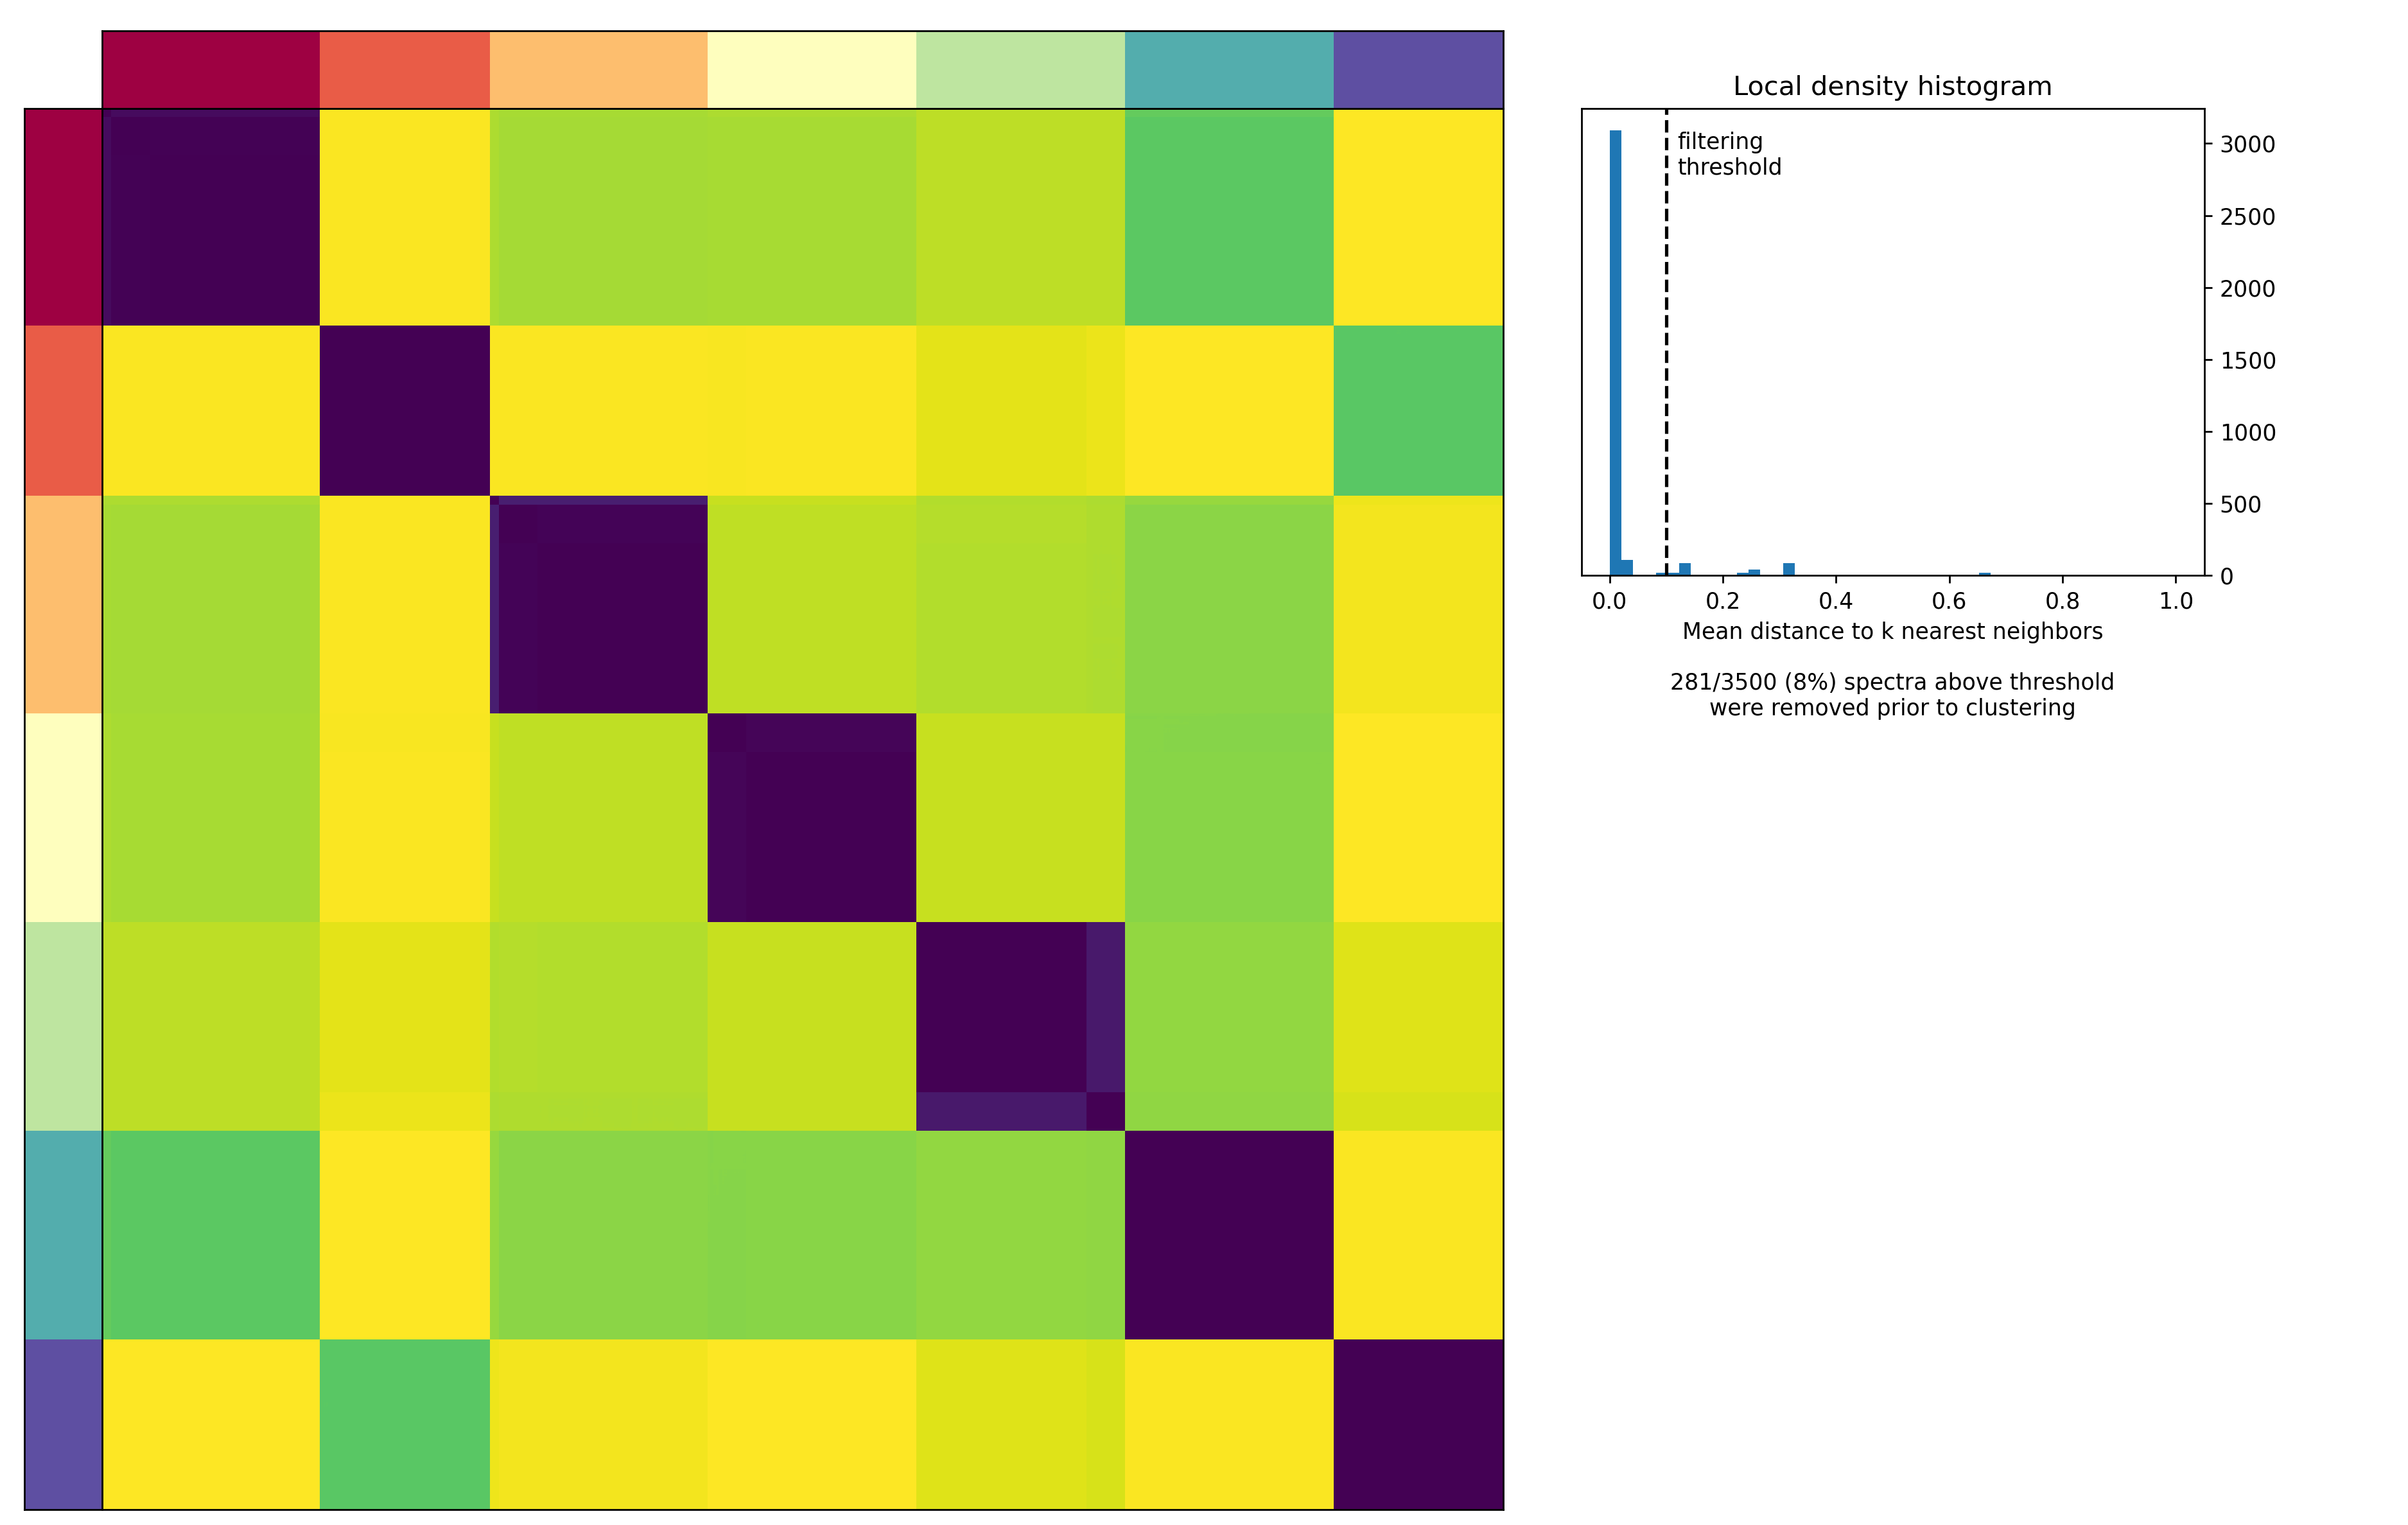 Local density histogram
filtering
threshold
3000
2500
2000
1500
1000
500
0
0.0 0.2 0.4 0.6 0.8 1.0
Mean distance to k nearest neighbors
281/3500 (8%) spectra above threshold
were removed prior to clustering